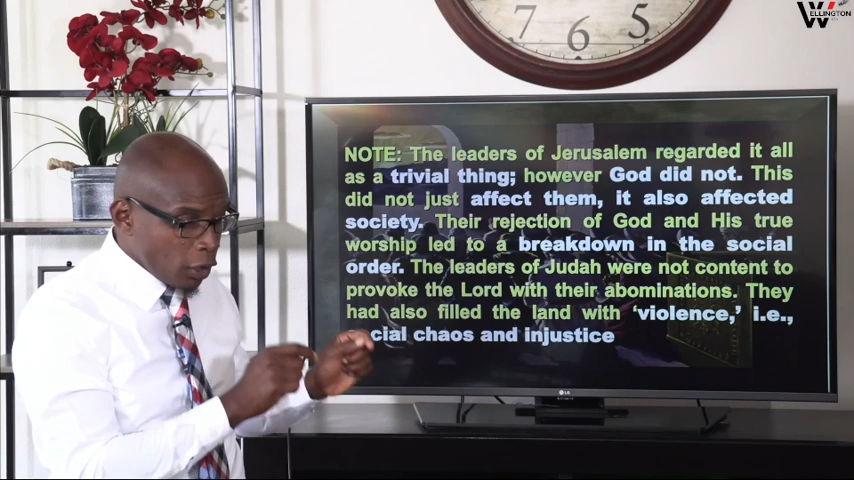 WELLINGTON
7 6 5
NOTE: The leaders of Jerusalem regarded it all
as a trivial thing; however God did not. This
did not just affect them, it also affected
society. Their rejection of God and His true
worship led to a breakdown in the social
order. The leaders of Judah were not content to
provoke the Lord with their abominations. They
had also filled the land with ‘violence,’ i.e.,
cial chaos and injustice
LG